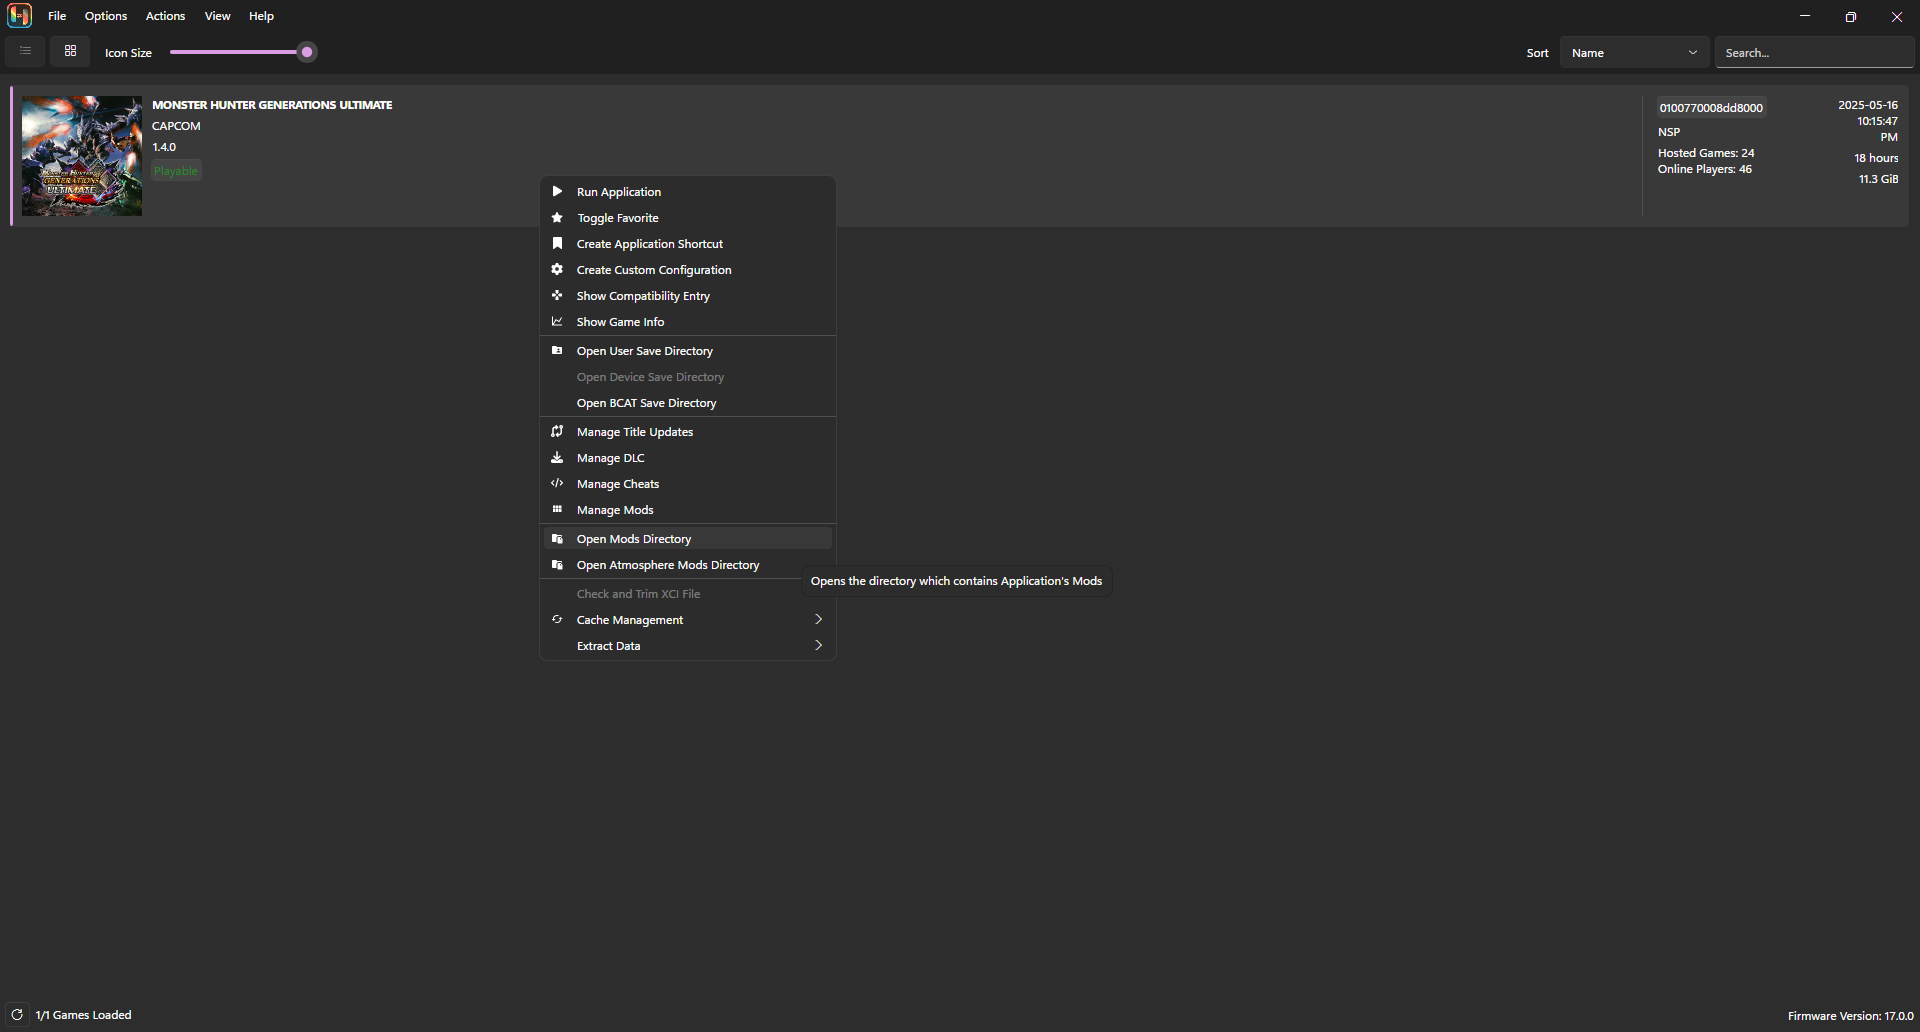 File Options Actions View Help
Icon Size
Sort Name Search...
MONSTER HUNTER GENERATIONS ULTIMATE
CAPCOM
1.4.0
Playable
MONSTER HUNTER
GENERATIONS
ULTIMATE
0100770008dd8000
NSP
Hosted Games: 24
Online Players: 46
2025-05-16
10:15:47
PM
18 hours
11.3 GiB
Run Application
Toggle Favorite
Create Application Shortcut
Create Custom Configuration
Show Compatibility Entry
Show Game Info
Open User Save Directory
Open Device Save Directory
Open BCAT Save Directory
Manage Title Updates
Manage DLC
Manage Cheats
Manage Mods
Open Mods Directory
Open Atmosphere Mods Directory
Opens the directory which contains Application's Mods
Check and Trim XCI File
Cache Management
Extract Data
1/1 Games Loaded
Firmware Version: 17.0.0